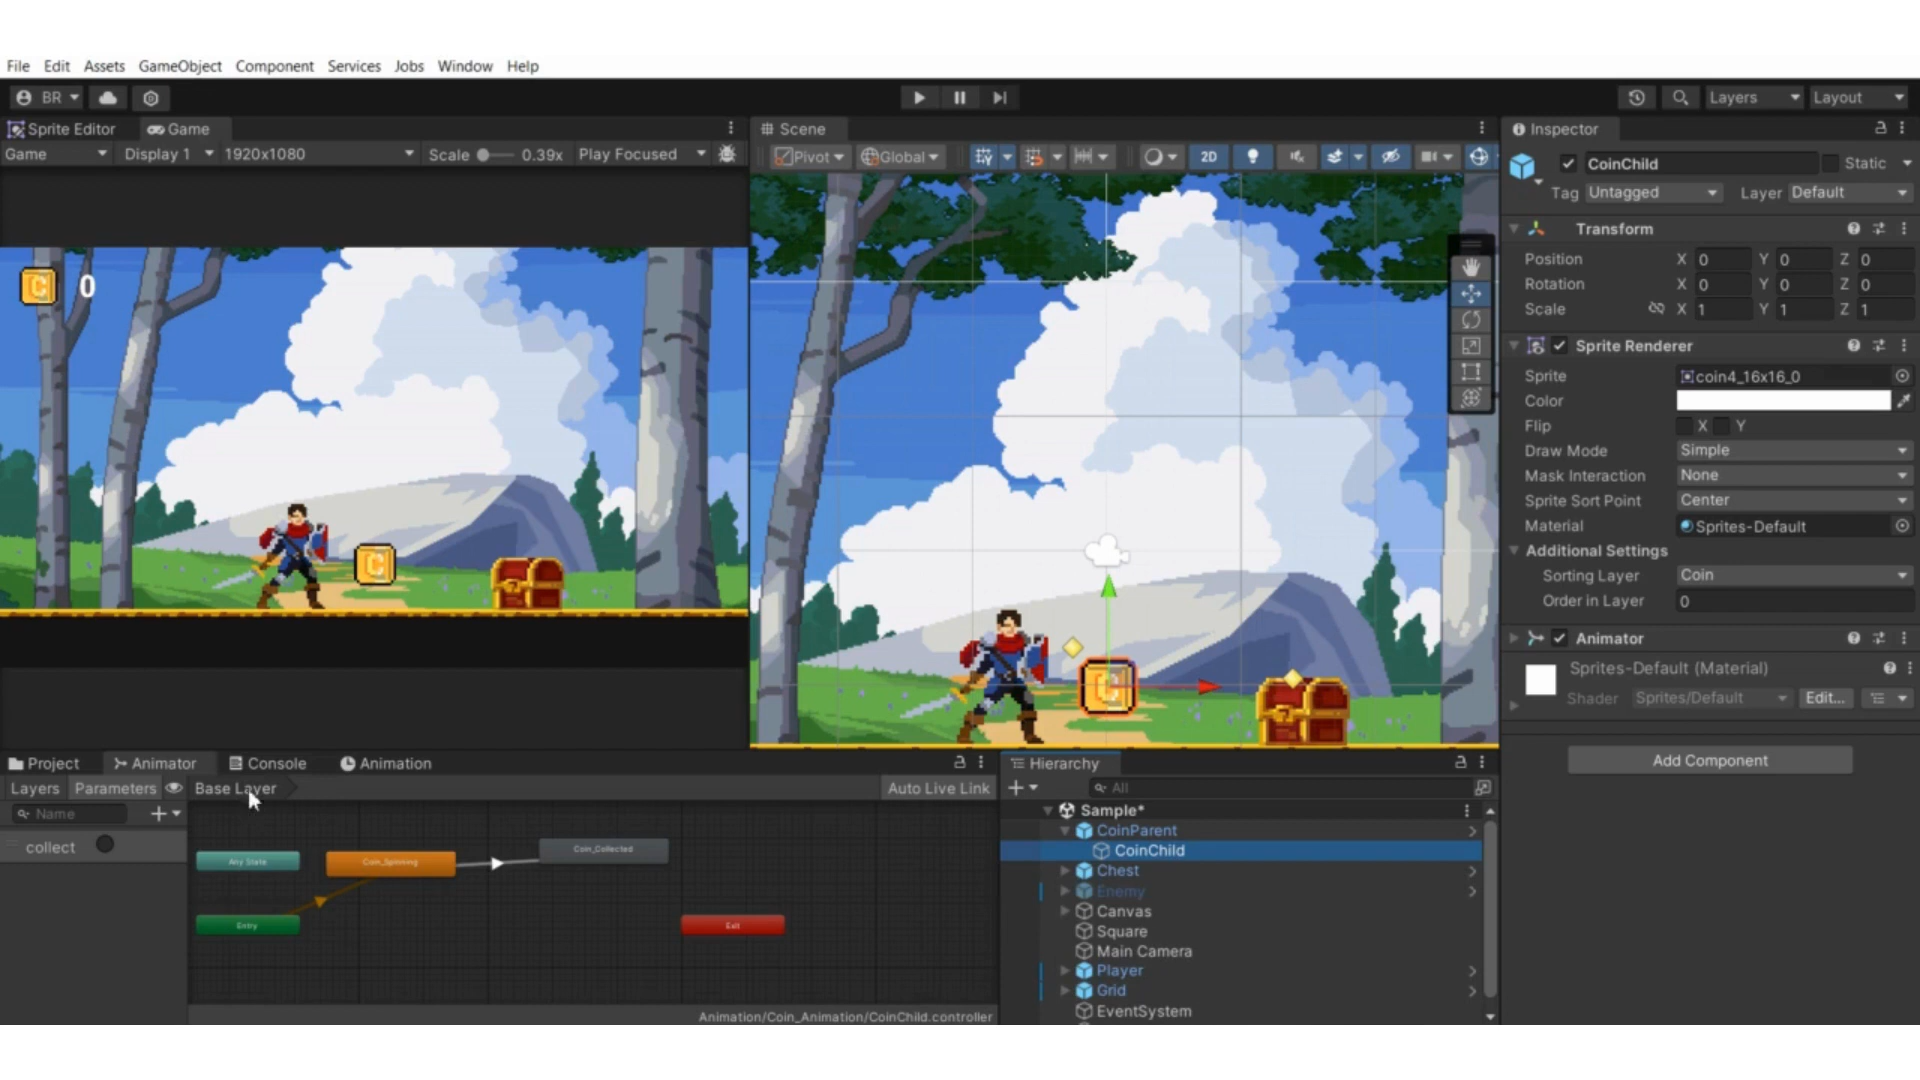 File Edit Assets GameObject Component Services Jobs Window Help
BR Layers Layout
Sprite Editor Game
Game Display 1 1920x1080 Scale 0.39x Play Focused
0
C
C
Scene
Pivot Global 2D
C
Inspector
CoinChild Static
Tag Untagged Layer Default
Transform
Position X 0 Y 0 Z 0
Rotation X 0 Y 0 Z 0
Scale X 1 Y 1 Z 1
Sprite Renderer
Sprite coin4_16x16_0
Color
Flip X Y
Draw Mode Simple
Mask Interaction None
Sprite Sort Point Center
Material Sprites-Default
Additional Settings
Sorting Layer Coin
Order in Layer 0
Animator
Sprites-Default (Material)
Shader Sprites/Default Edit...
Add Component
Project Animator Console Animation
Layers Parameters Base Layer Auto Live Link
Name
collect
Any State
Coin_Spinning
Coin_Collected
Entry
Exit
Animation/Coin_Animation/CoinChild.controller
Hierarchy
All
Sample*
CoinParent
CoinChild
Chest
Enemy
Canvas
Square
Main Camera
Player
Grid
EventSystem